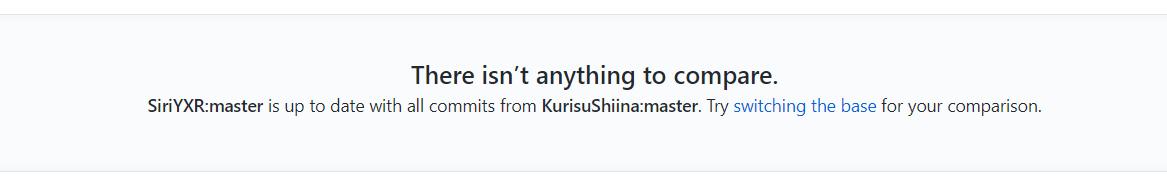 There isn’t anything to compare.
SiriYXR:master is up to date with all commits from KurisuShiina:master. Try switching the base for your comparison.